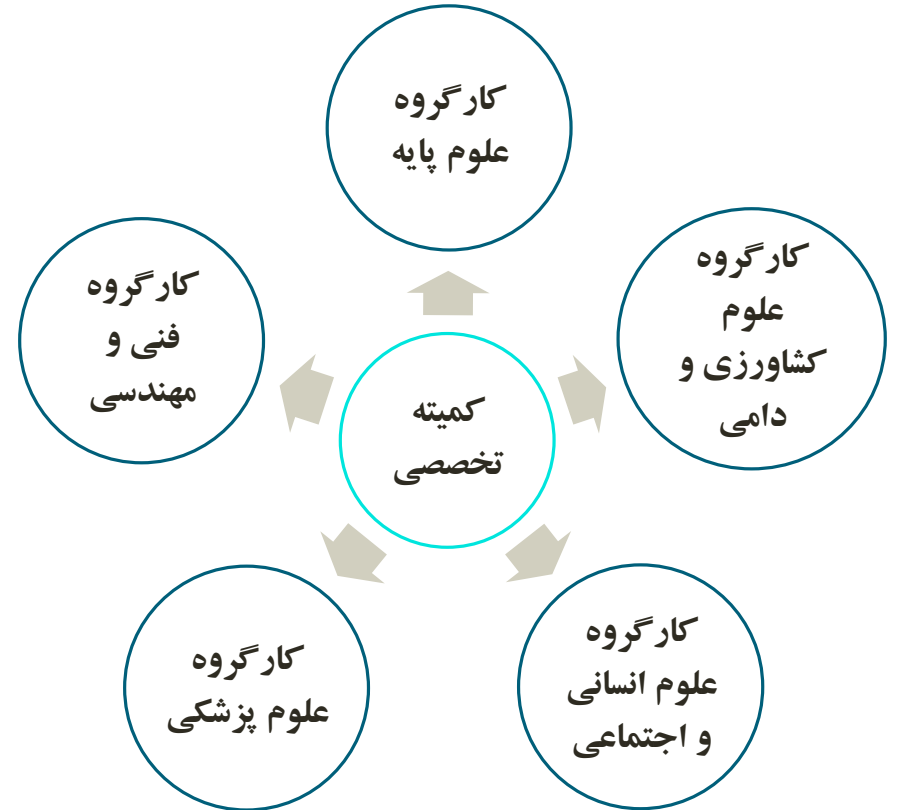 کارگروه
علوم پایه
کارگروه
علوم
کشاورزی و
دامی
کارگروه
فنی و
مهندسی
کمیته
تخصصی
کارگروه
علوم انسانی
و اجتماعی
کارگروه
علوم پزشکی